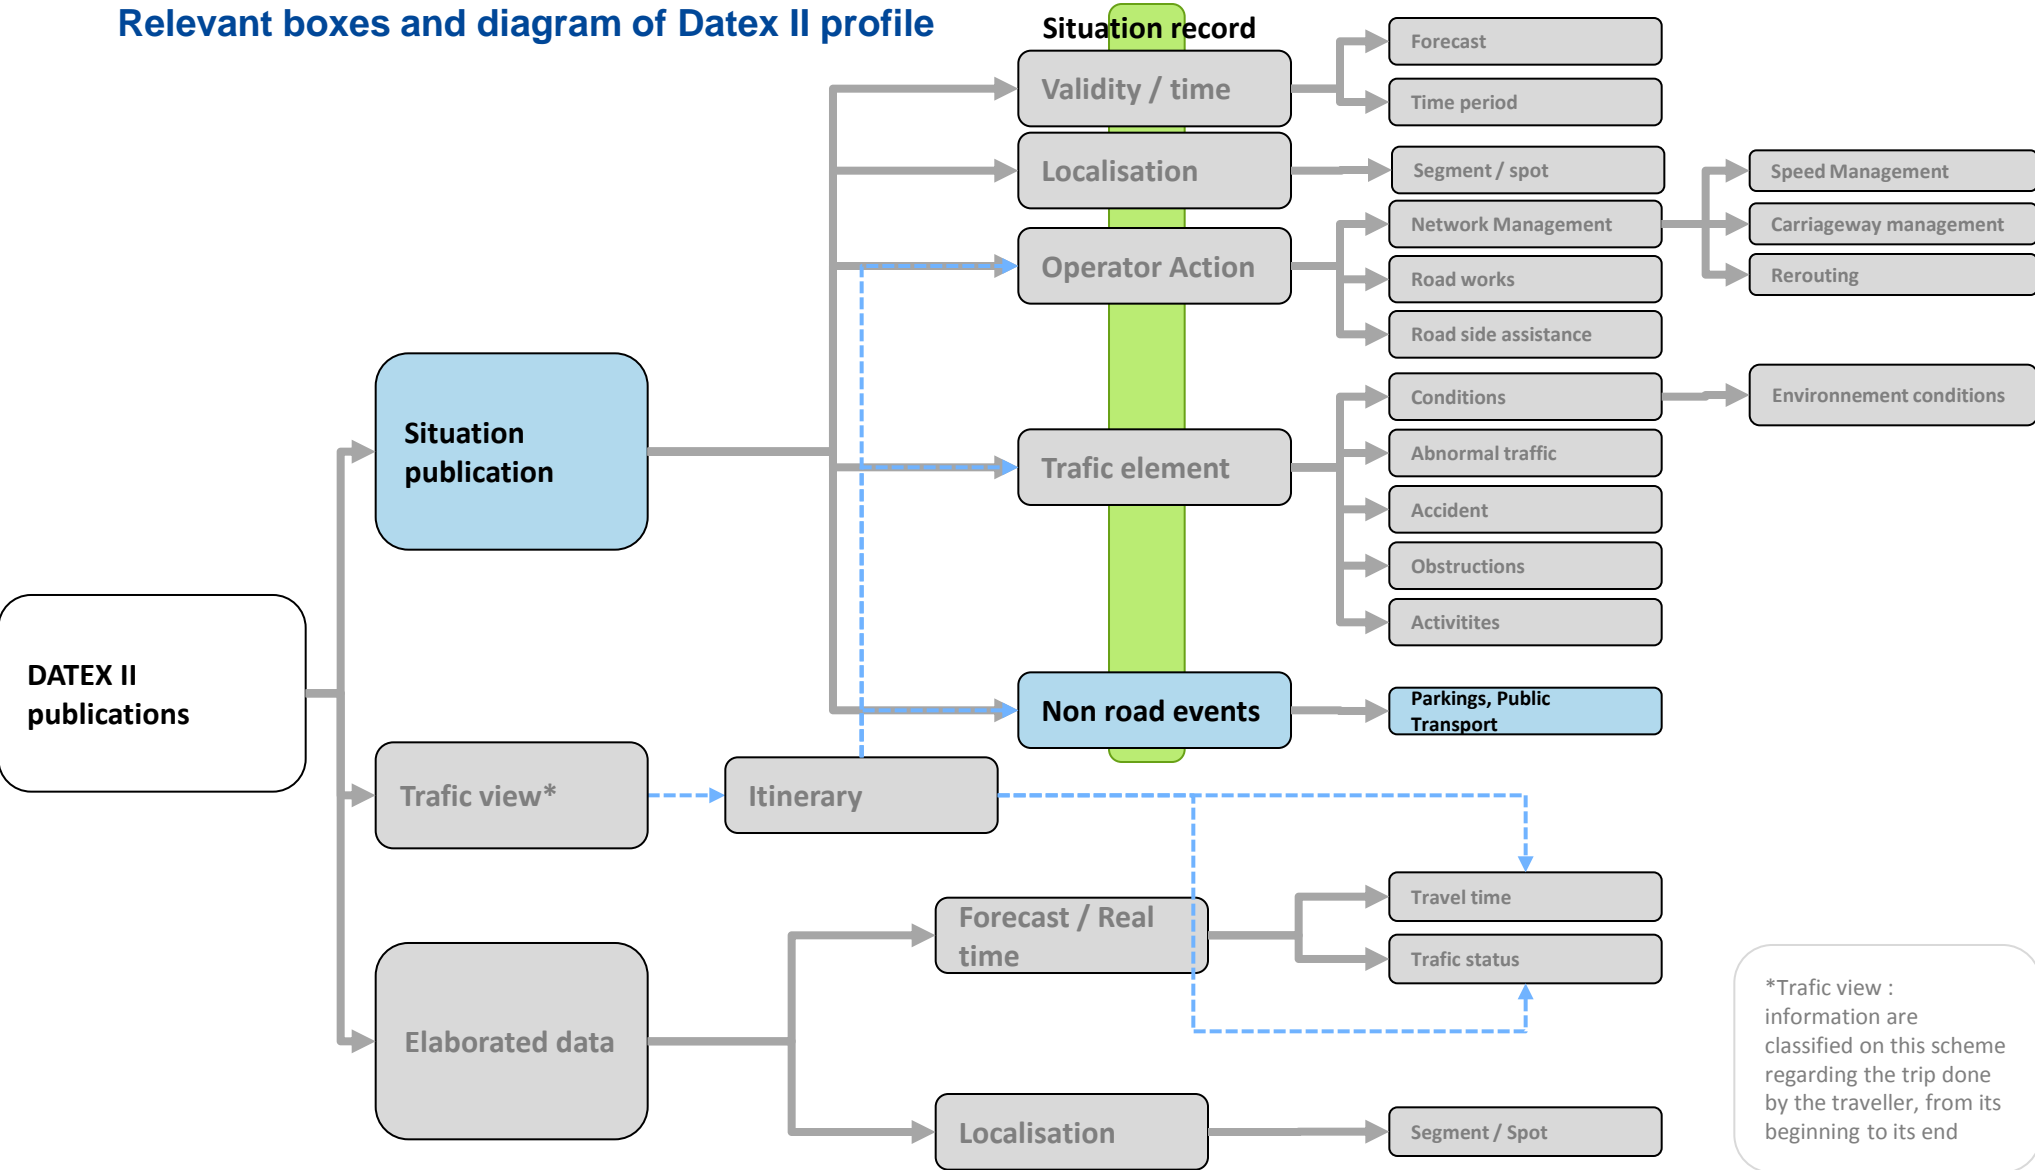 Relevant boxes and diagram of Datex II profile
Situation record
Validity / time
Forecast
Time period
Localisation
Segment / spot
Speed Management
Operator Action
Network Management
Carriageway management
Road works
Rerouting
Road side assistance
Situation
publication
Trafic element
Conditions
Environnement conditions
Abnormal traffic
Accident
Obstructions
Activitites
DATEX II
publications
Non road events
Parkings, Public
Transport
Trafic view*
Itinerary
Forecast / Real
time
Travel time
Trafic status
Elaborated data
Localisation
Segment / Spot
*Trafic view :
information are
classified on this scheme
regarding the trip done
by the traveller, from its
beginning to its end